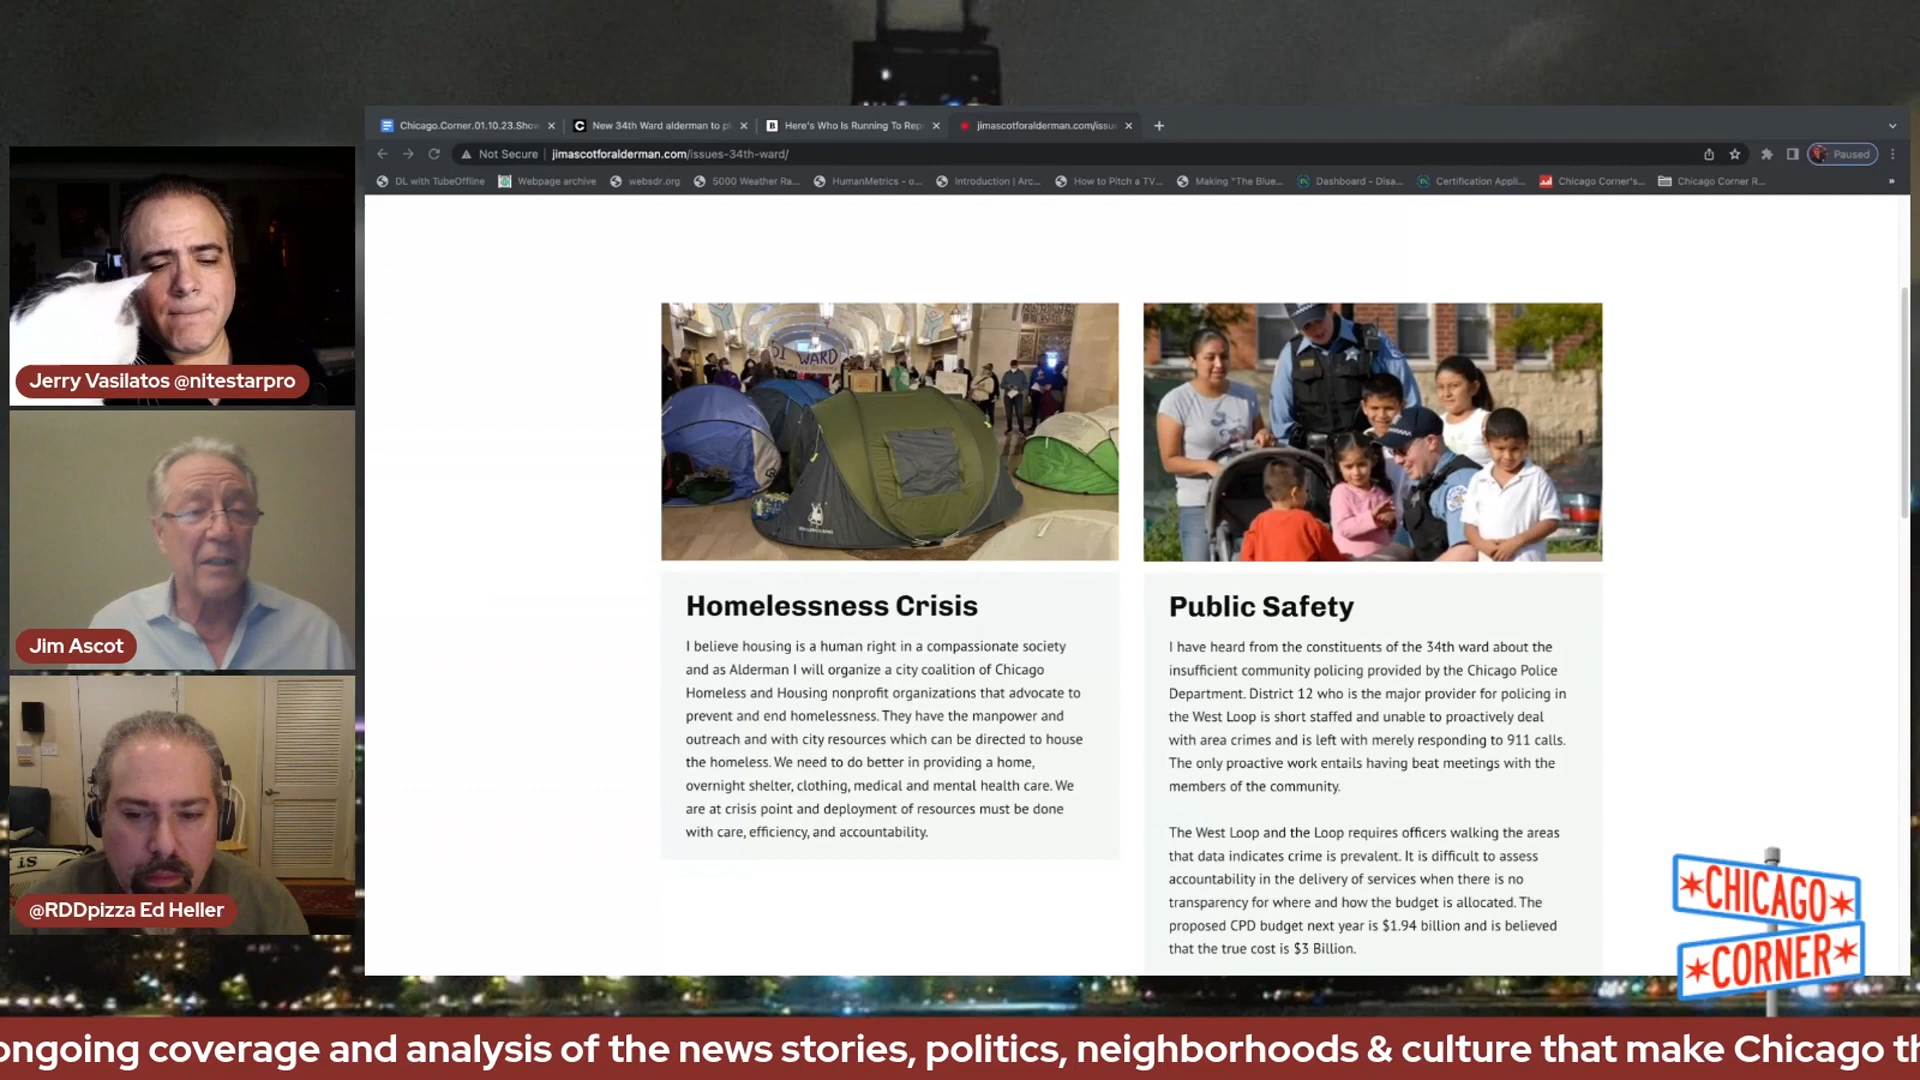 Chicago.Corner.01.10.23.Show
New 34th Ward alderman to pl
Here's Who Is Running To Rep
jimascotforalderman.com/issu
Not Secure
jimascotforalderman.com/issues-34th-ward/
Paused
DL with TubeOffline
Webpage archive
websdr.org
5000 Weather Ra...
HumanMetrics - o...
Introduction | Arc...
How to Pitch a TV...
Making "The Blue...
Dashboard - Disa...
Certification Appli...
Chicago Corner's...
Chicago Corner R...
Jerry Vasilatos @nitestarpro
Jim Ascot
is
@RDDpizza Ed Heller
WARD
Homelessness Crisis
I believe housing is a human right in a compassionate society
and as Alderman I will organize a city coalition of Chicago
Homeless and Housing nonprofit organizations that advocate to
prevent and end homelessness. They have the manpower and
outreach and with city resources which can be directed to house
the homeless. We need to do better in providing a home,
overnight shelter, clothing, medical and mental health care. We
are at crisis point and deployment of resources must be done
with care, efficiency, and accountability.
Public Safety
I have heard from the constituents of the 34th ward about the
insufficient community policing provided by the Chicago Police
Department. District 12 who is the major provider for policing in
the West Loop is short staffed and unable to proactively deal
with area crimes and is left with merely responding to 911 calls.
The only proactive work entails having beat meetings with the
members of the community.
The West Loop and the Loop requires officers walking the areas
that data indicates crime is prevalent. It is difficult to assess
accountability in the delivery of services when there is no
transparency for where and how the budget is allocated. The
proposed CPD budget next year is $1.94 billion and is believed
that the true cost is $3 Billion.
CHICAGO
CORNER
ongoing coverage and analysis of the news stories, politics, neighborhoods & culture that make Chicago th